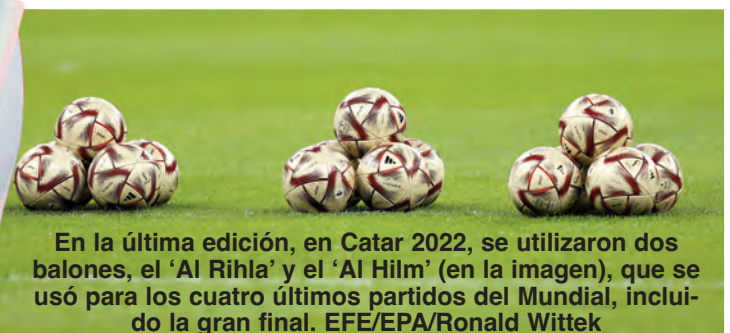 En la última edición, en Catar 2022, se utilizaron dos
balones, el ‘Al Rihla’ y el ‘Al Hilm’ (en la imagen), que se
usó para los cuatro últimos partidos del Mundial, inclui-
do la gran final. EFE/EPA/Ronald Wittek